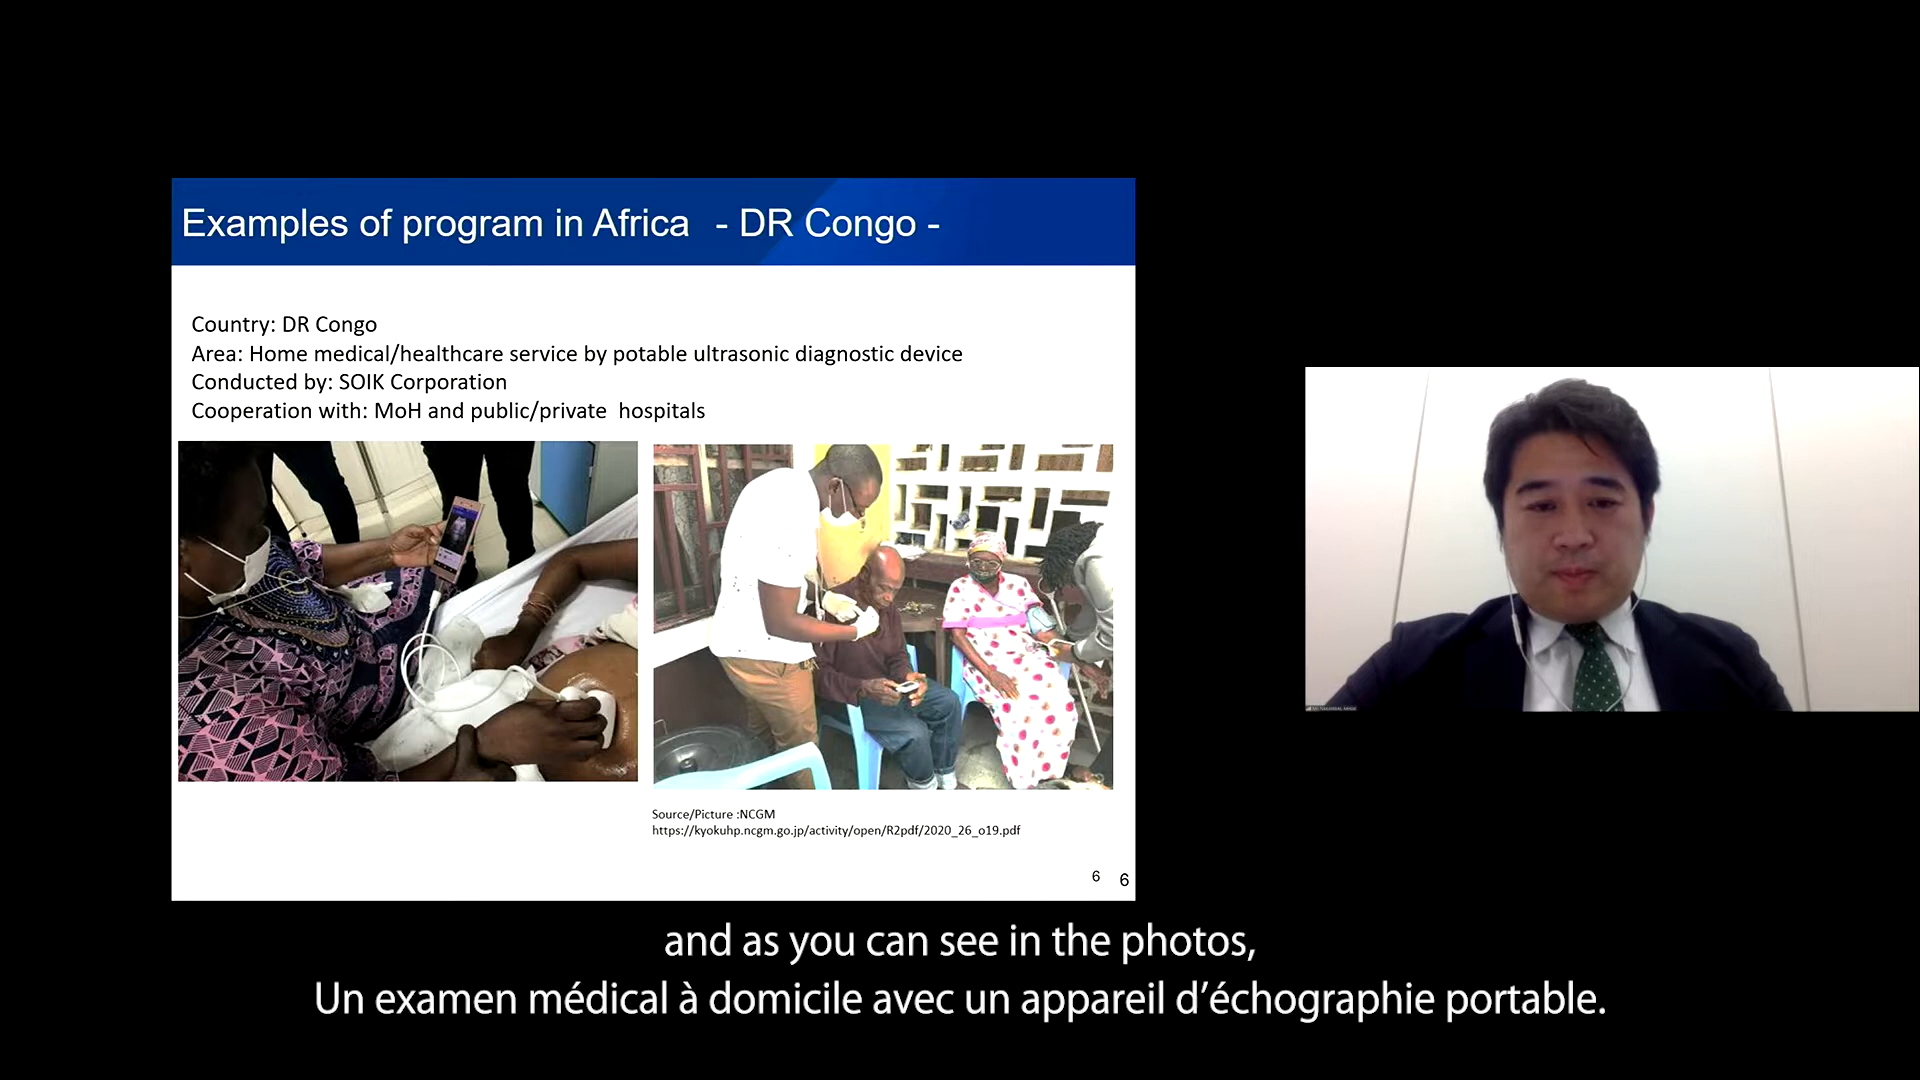 Examples of program in Africa - DR Congo -
Country: DR Congo
Area: Home medical/healthcare service by potable ultrasonic diagnostic device
Conducted by: SOIK Corporation
Cooperation with: MoH and public/private hospitals
Source/Picture :NCGM
https://kyokuhp.ncgm.go.jp/activity/open/R2pdf/2020_26_o19.pdf
6 6
and as you can see in the photos,
Un examen médical à domicile avec un appareil d’échographie portable.